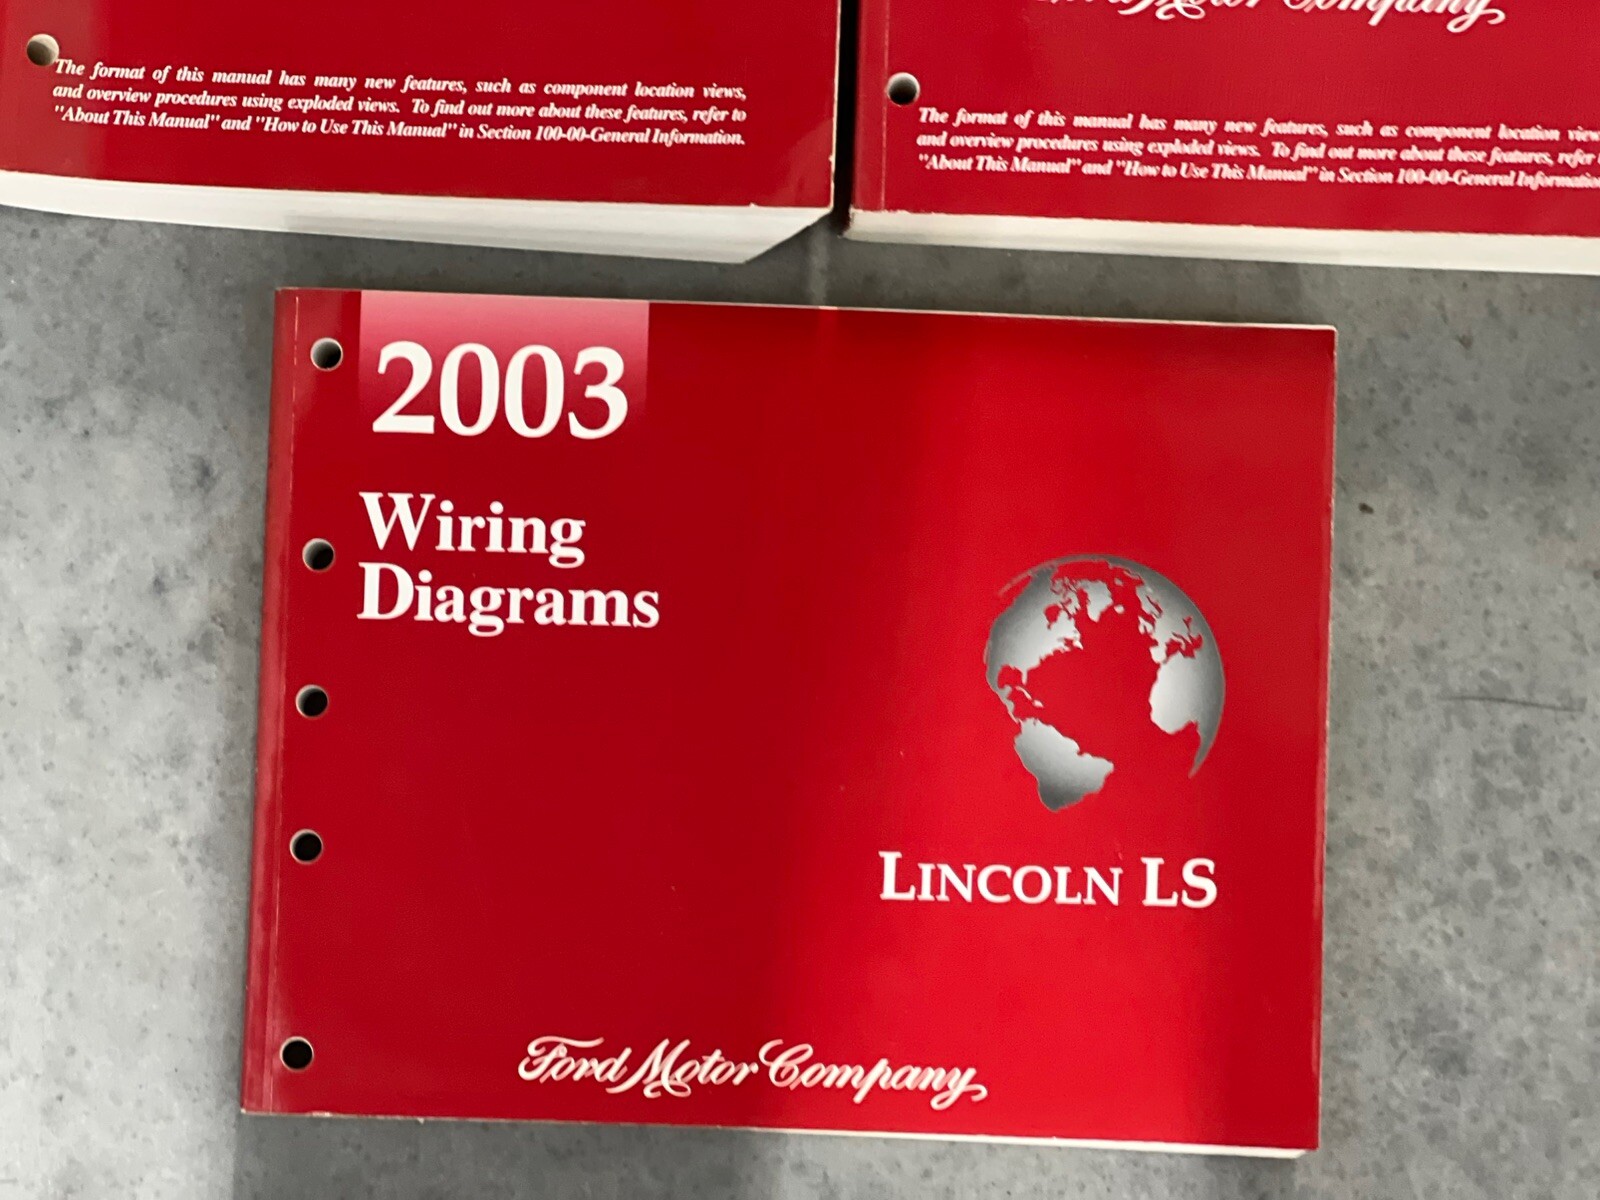 The format of this manual has many new features, such as component location views,
and overview procedures using exploded views. To find out more about these features, refer to
"About This Manual" and "How to Use This Manual" in Section 100-00-General Information.
Motor Company
The format of this manual has many new features, such as component location
and overview procedures using exploded views. To find out more about these features, refer
"About This Manual" and "How to Use This Manual" in Section 100-00-General
2003
Wiring
Diagrams
LINCOLN LS
Ford Motor Company